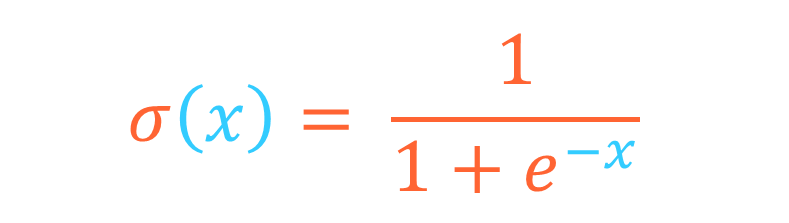 σ(x) = 1 / (1 + e^{-x})